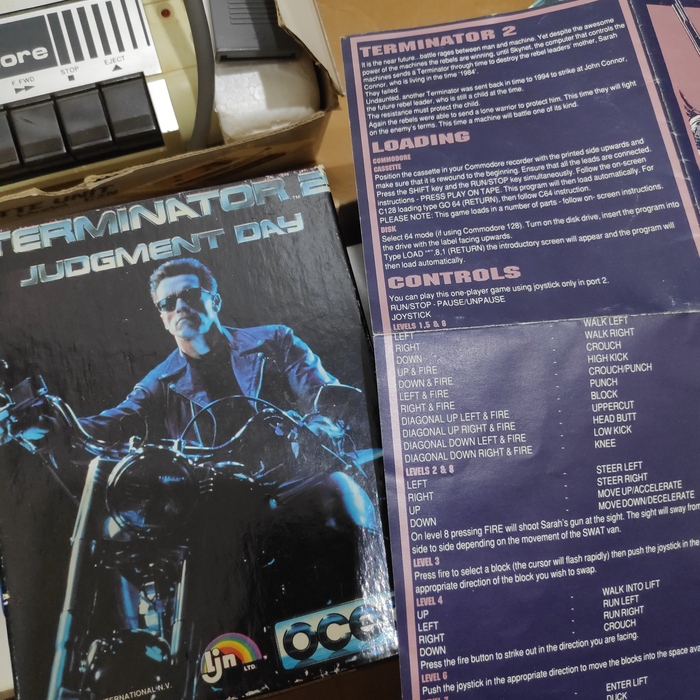 ore
F.FWD
STOP
EJECT
TERMINATOR 2
JUDGMENT DAY
ljn
LTD.
OCE
INTERNATIONAL N.V.
TERMINATOR 2
It is the near future...battle rages between man and machine. Yet despite the awesome
power of the machines the rebels are winning, until Skynet, the computer that controls the
machines sends a Terminator through time to destroy the rebel leaders' mother, Sarah
Connor, who is living in the time '1984'.
They failed.
Undaunted, another Terminator was sent back in time to 1994 to strike at John Connor,
the future rebel leader, who is still a child at the time.
The resistance must protect the child.
Again the rebels were able to send a lone warrior to protect him. This time they will fight
on the enemy's terms. This time a machine will battle one of its kind.
LOADING
COMMODORE
CASSETTE
Position the cassette in your Commodore recorder with the printed side upwards and
make sure that it is rewound to the beginning. Ensure that all the leads are connected.
Press the SHIFT key and the RUN/STOP key simultaneously. Follow the on-screen
instructions - PRESS PLAY ON TAPE. This program will then load automatically. For
C128 loading type GO 64 (RETURN), then follow C64 instruction.
PLEASE NOTE: This game loads in a number of parts - follow on- screen instructions.
DISK
Select 64 mode (if using Commodore 128). Turn on the disk drive, insert the program into
the drive with the label facing upwards.
Type LOAD "*",8,1 (RETURN) the introductory screen will appear and the program will
then load automatically.
CONTROLS
You can play this one-player game using joystick only in port 2.
RUN/STOP - PAUSE/UNPAUSE
JOYSTICK
LEVELS 1,5 & 9
LEFT - WALK LEFT
RIGHT - WALK RIGHT
DOWN - CROUCH
UP & FIRE - HIGH KICK
DOWN & FIRE - CROUCH/PUNCH
LEFT & FIRE - PUNCH
RIGHT & FIRE - BLOCK
DIAGONAL UP LEFT & FIRE - UPPERCUT
DIAGONAL UP RIGHT & FIRE - HEAD BUTT
DIAGONAL DOWN LEFT & FIRE - LOW KICK
DIAGONAL DOWN RIGHT & FIRE - KNEE
LEVELS 2 & 8
LEFT - STEER LEFT
RIGHT - STEER RIGHT
UP - MOVE UP/ACCELERATE
DOWN - MOVE DOWN/DECELERATE
On level 8 pressing FIRE will shoot Sarah's gun at the sight. The sight will sway from
side to side depending on the movement of the SWAT van.
LEVEL 3
Press fire to select a block (the cursor will flash rapidly) then push the joystick in the
appropriate direction of the block you wish to swap.
LEVEL 4
UP - WALK INTO LIFT
LEFT - RUN LEFT
RIGHT - RUN RIGHT
DOWN - CROUCH
Press the fire button to strike out in the direction you are facing.
LEVEL 6
Push the joystick in the appropriate direction to move the blocks into the space
ENTER LIFT
DUCK